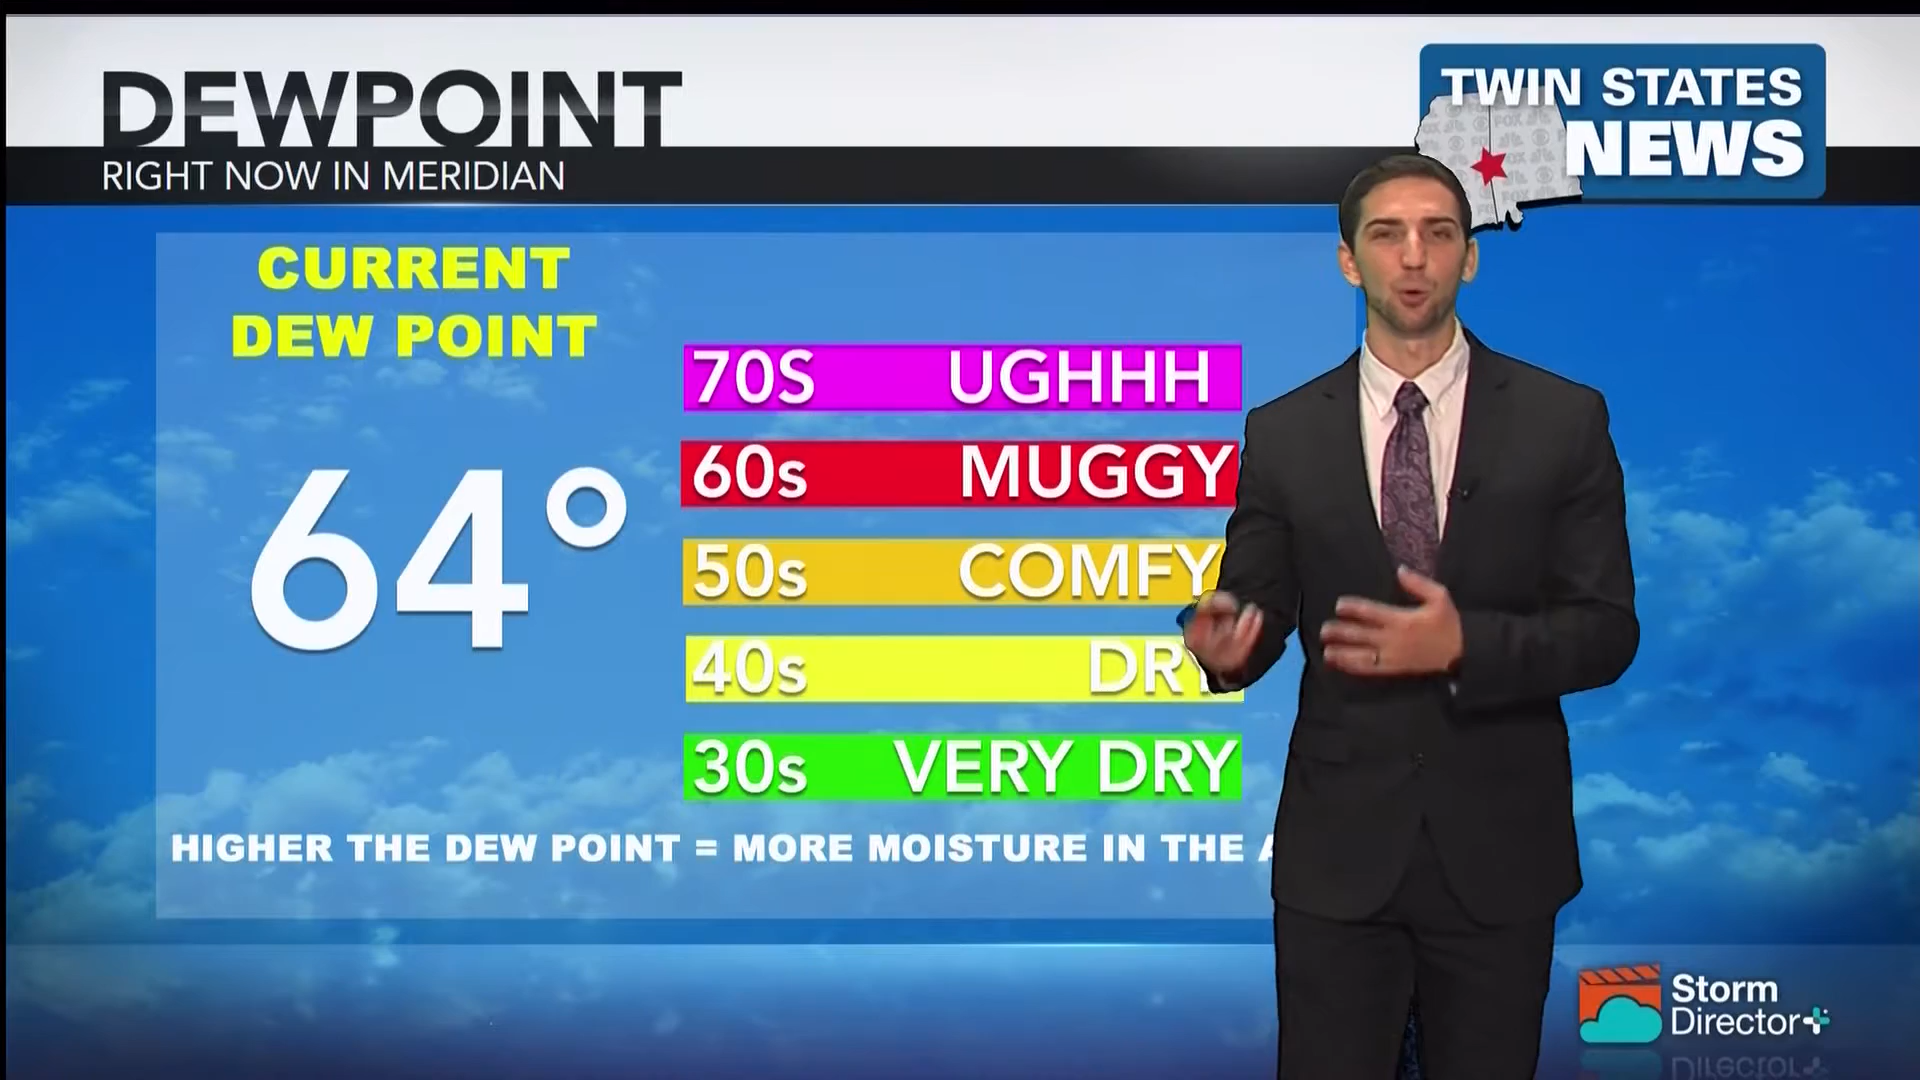 DEWPOINT
RIGHT NOW IN MERIDIAN
TWIN STATES
NEWS
CURRENT
DEW POINT
64°
70S UGHHH
60s MUGGY
50s COMFY
40s DRY
30s VERY DRY
HIGHER THE DEW POINT = MORE MOISTURE IN THE
Storm
Director+